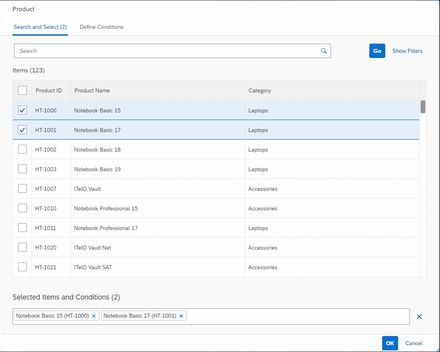 Product
Search and Select (2) Define Conditions
Search Go Show Filters
Items (123)
Product ID Product Name Category
HT-1000 Notebook Basic 15 Laptops
HT-1001 Notebook Basic 17 Laptops
HT-1002 Notebook Basic 18 Laptops
HT-1003 Notebook Basic 19 Laptops
HT-1007 ITelO Vault Accessories
HT-1010 Notebook Professional 15 Accessories
HT-1011 Notebook Professional 17 Laptops
HT-1020 ITelO Vault Net Accessories
HT-1021 ITelO Vault SAT Accessories
Selected Items and Conditions (2)
Notebook Basic 15 (HT-1000) Notebook Basic 17 (HT-1001)
OK Cancel